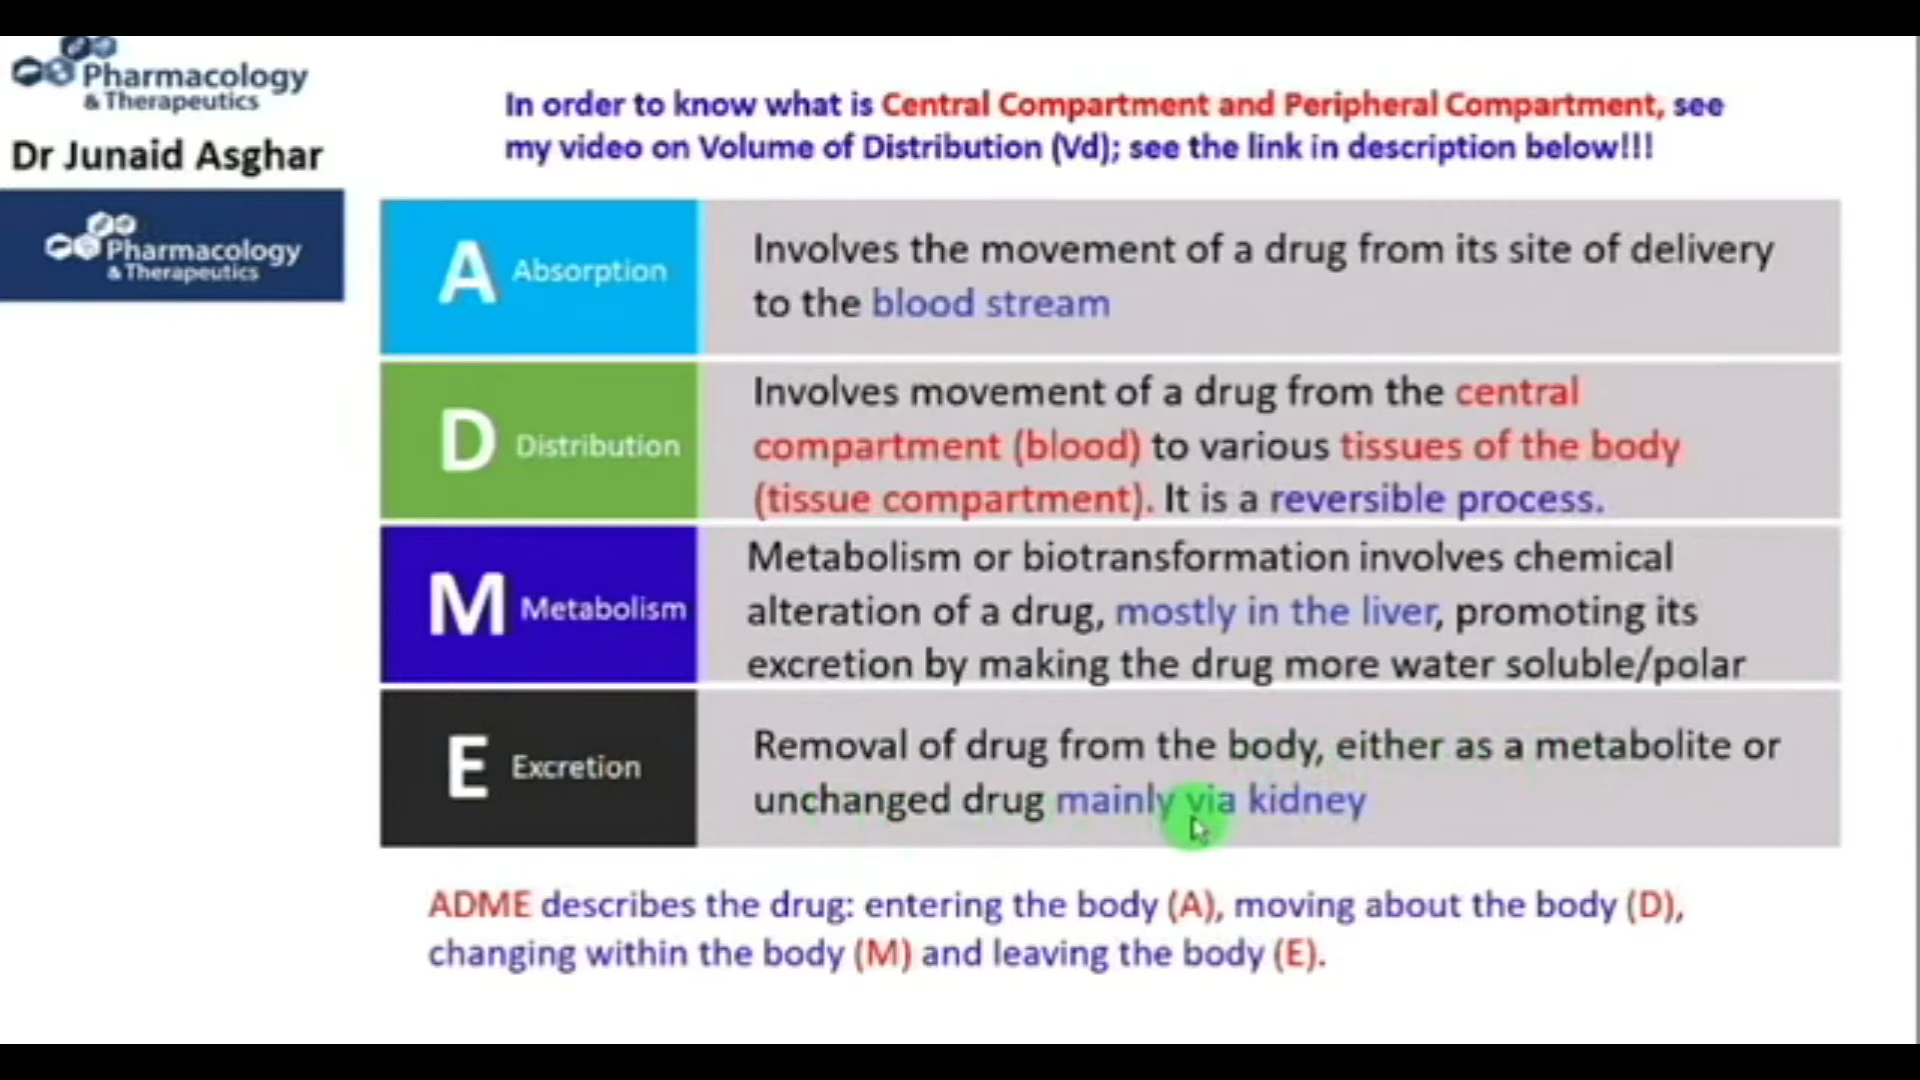 Pharmacology
& Therapeutics
Dr Junaid Asghar
Pharmacology
& Therapeutics
In order to know what is Central Compartment and Peripheral Compartment, see
my video on Volume of Distribution (Vd); see the link in description below!!!
A Absorption
Involves the movement of a drug from its site of delivery
to the blood stream
D Distribution
Involves movement of a drug from the central
compartment (blood) to various tissues of the body
(tissue compartment). It is a reversible process.
M Metabolism
Metabolism or biotransformation involves chemical
alteration of a drug, mostly in the liver, promoting its
excretion by making the drug more water soluble/polar
E Excretion
Removal of drug from the body, either as a metabolite or
unchanged drug mainly via kidney
ADME describes the drug: entering the body (A), moving about the body (D),
changing within the body (M) and leaving the body (E).